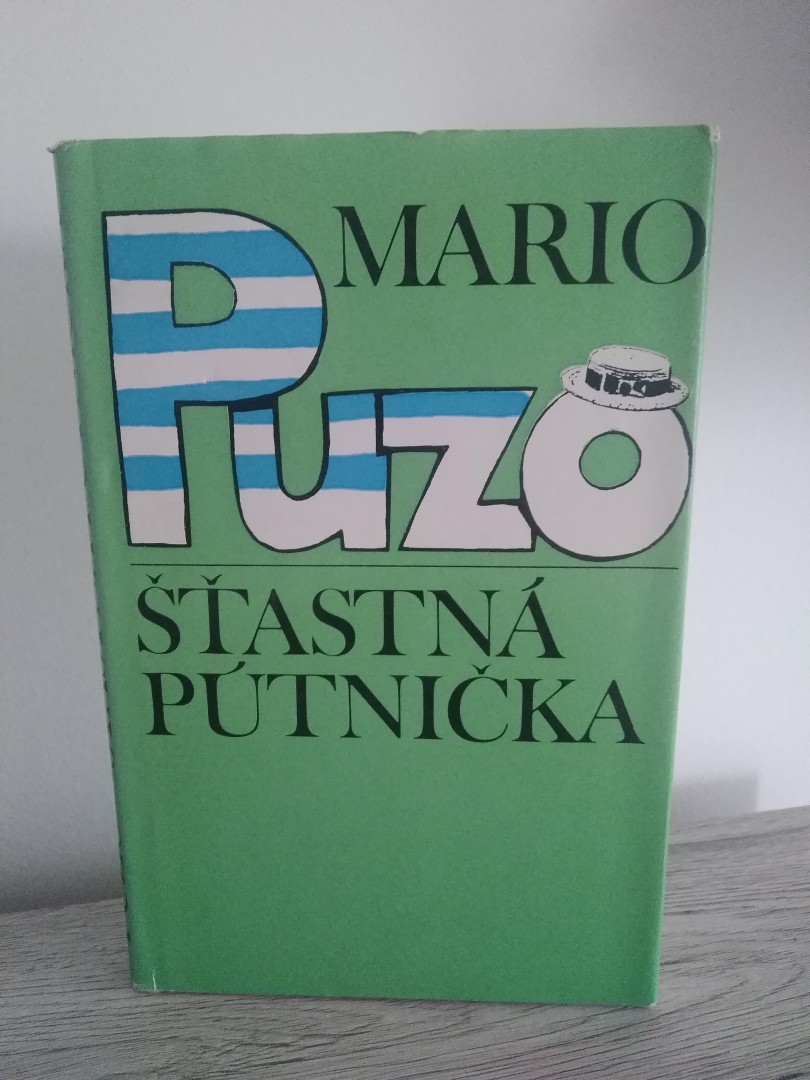 MARIO
Puzo
ŠŤASTNÁ
PÚTNIČKA